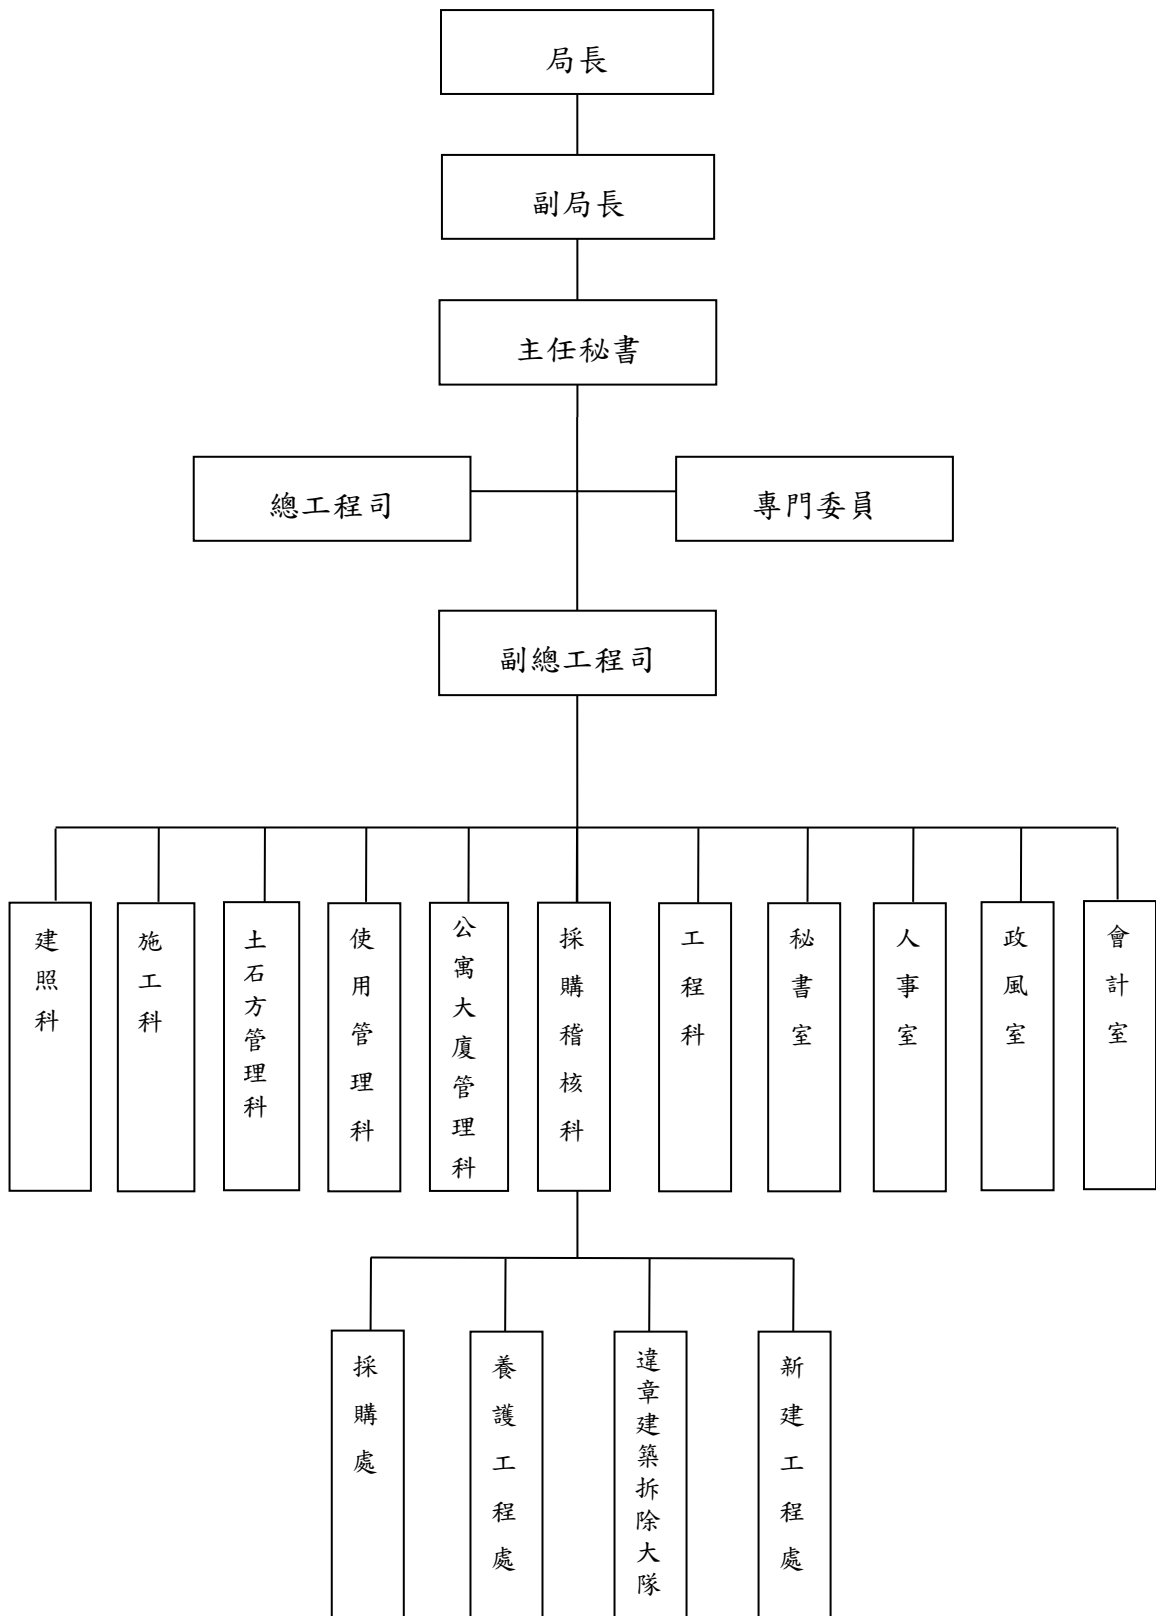 局長
副局長
主任秘書
總工程司
專門委員
副總工程司
建照科
施工科
土石方管理科
使用管理科
公寓大廈管理科
採購稽核科
工程科
秘書室
人事室
政風室
會計室
採購處
養護工程處
違章建築拆除大隊
新建工程處